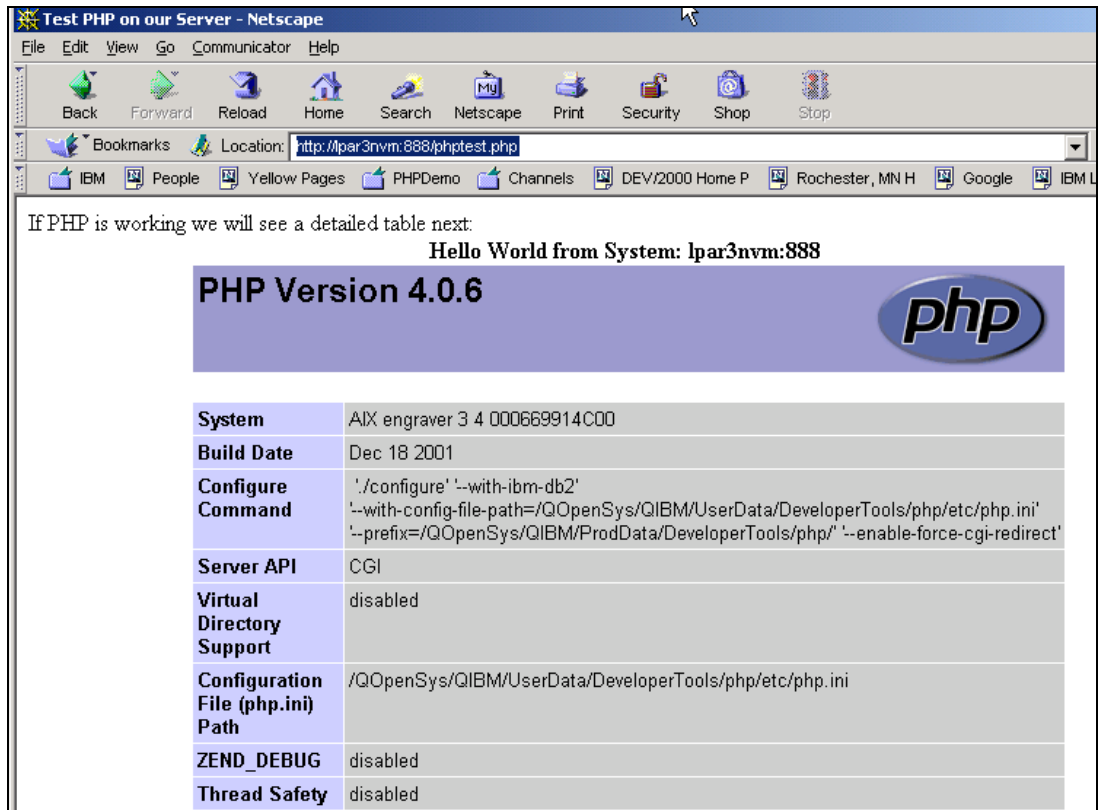 Test PHP on our Server - Netscape
File Edit View Go Communicator Help
My
Back Forward Reload Home Search Netscape Print Security Shop Stop
Bookmarks Location: http://lpar3nvm:888/phptest.php
IBM People Yellow Pages PHPDemo Channels DEV/2000 Home P Rochester, MN H Google IBM L
If PHP is working we will see a detailed table next:
Hello World from System: lpar3nvm:888
PHP Version 4.0.6
php
System AIX engraver 3 4 000669914C00
Build Date Dec 18 2001
Configure './configure' '--with-ibm-db2'
Command '--with-config-file-path=/QOpenSys/QIBM/UserData/DeveloperTools/php/etc/php.ini'
'--prefix=/QOpenSys/QIBM/ProdData/DeveloperTools/php/' '--enable-force-cgi-redirect'
Server API CGI
Virtual disabled
Directory
Support
Configuration /QOpenSys/QIBM/UserData/DeveloperTools/php/etc/php.ini
File (php.ini)
Path
ZEND_DEBUG disabled
Thread Safety disabled